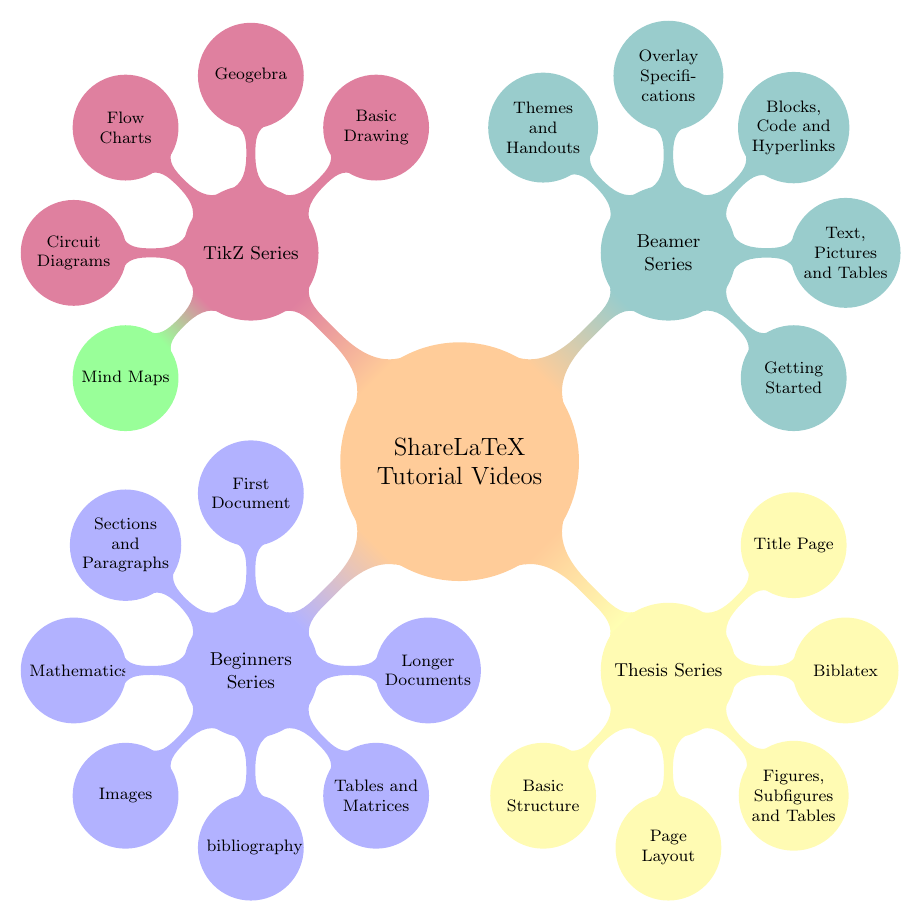 Geogebra
Overlay
Specifi-
cations
Flow
Charts
Basic
Drawing
Themes
and
Handouts
Blocks,
Code and
Hyperlinks
Circuit
Diagrams
TikZ Series
Beamer
Series
Text,
Pictures
and Tables
Mind Maps
Getting
Started
ShareLaTeX
Tutorial Videos
First
Document
Sections
and
Paragraphs
Title Page
Mathematics
Beginners
Series
Longer
Documents
Thesis Series
Biblatex
Images
Tables and
Matrices
Basic
Structure
Figures,
Subfigures
and Tables
bibliography
Page
Layout